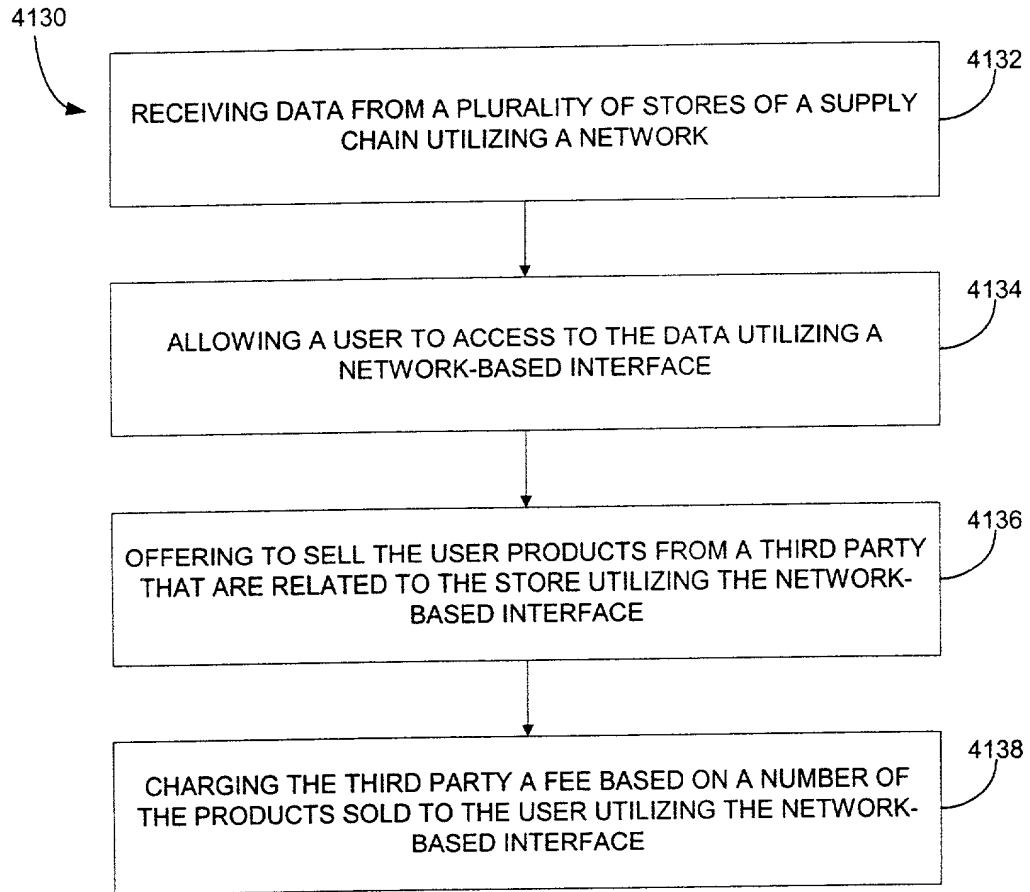 4130
4132
RECEIVING DATA FROM A PLURALITY OF STORES OF A SUPPLY
CHAIN UTILIZING A NETWORK
4134
ALLOWING A USER TO ACCESS TO THE DATA UTILIZING A
NETWORK-BASED INTERFACE
4136
OFFERING TO SELL THE USER PRODUCTS FROM A THIRD PARTY
THAT ARE RELATED TO THE STORE UTILIZING THE NETWORK-
BASED INTERFACE
4138
CHARGING THE THIRD PARTY A FEE BASED ON A NUMBER OF
THE PRODUCTS SOLD TO THE USER UTILIZING THE NETWORK-
BASED INTERFACE